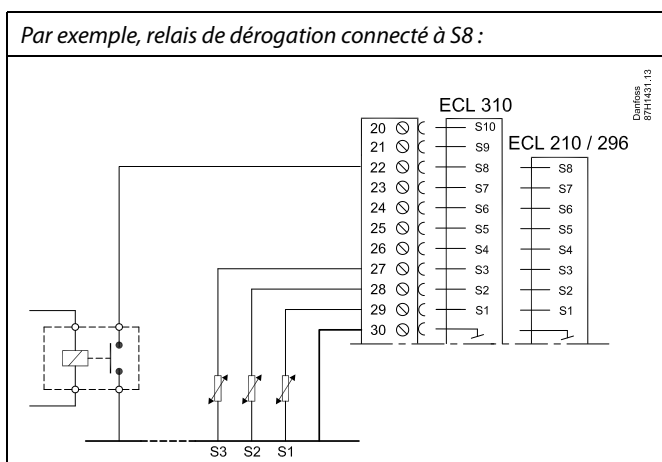 Par exemple, relais de dérogation connecté à S8 :
Danfoss
87H1431.13
ECL 310
ECL 210 / 296
20 S10
21 S9
22 S8 S8
23 S7 S7
24 S6 S6
25 S5 S5
26 S4 S4
27 S3 S3
28 S2 S2
29 S1 S1
30
S3 S2 S1